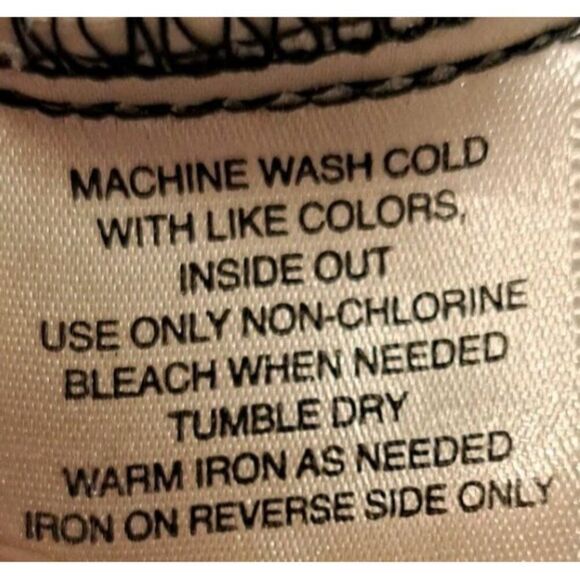 MACHINE WASH COLD
WITH LIKE COLORS,
INSIDE OUT
USE ONLY NON-CHLORINE
BLEACH WHEN NEEDED
TUMBLE DRY
WARM IRON AS NEEDED
IRON ON REVERSE SIDE ONLY